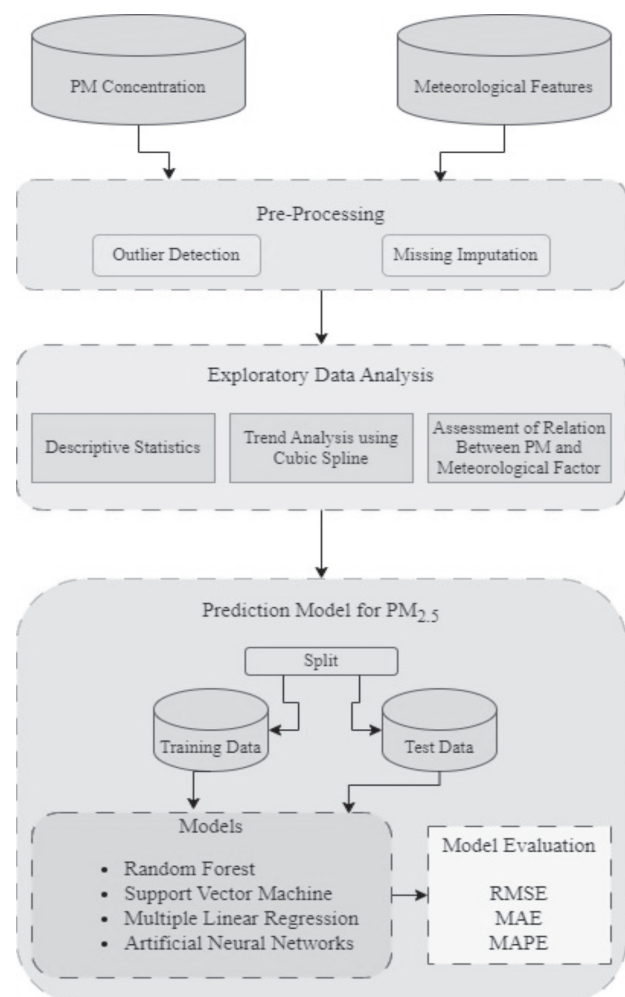 PM Concentration
Meteorological Features
Pre-Processing
Outlier Detection
Missing Imputation
Exploratory Data Analysis
Descriptive Statistics
Trend Analysis using
Cubic Spline
Assessment of Relation
Between PM and
Meteorological Factor
Prediction Model for PM2.5
Split
Training Data
Test Data
Models
• Random Forest
• Support Vector Machine
• Multiple Linear Regression
• Artificial Neural Networks
Model Evaluation
RMSE
MAE
MAPE